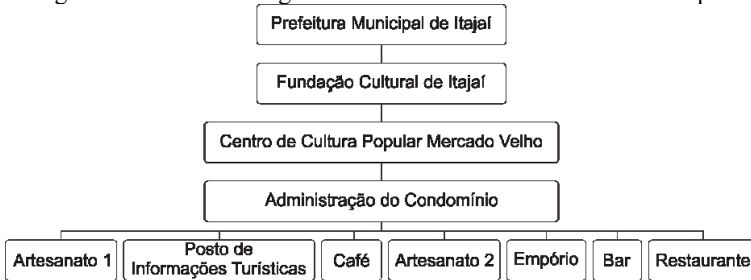 Prefeitura Municipal de Itajaí
Fundação Cultural de Itajaí
Centro de Cultura Popular Mercado Velho
Administração do Condomínio
Artesanato 1
Posto de
Informações Turísticas
Café
Artesanato 2
Empório
Bar
Restaurante